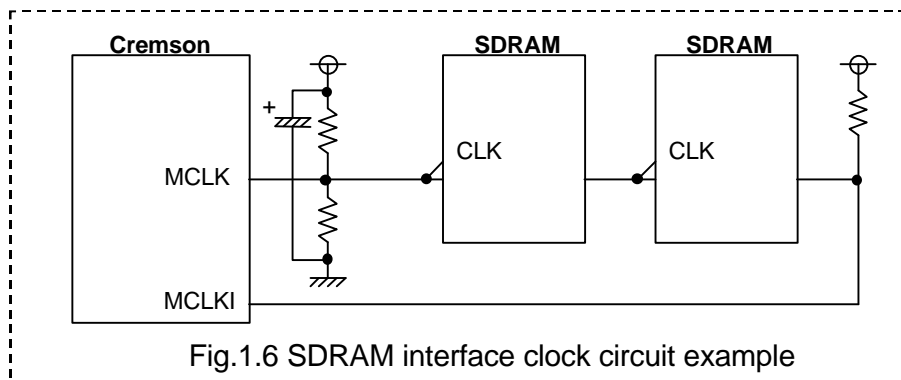 Cremson
SDRAM
SDRAM
+
CLK
CLK
MCLK
MCLKI
Fig.1.6 SDRAM interface clock circuit example